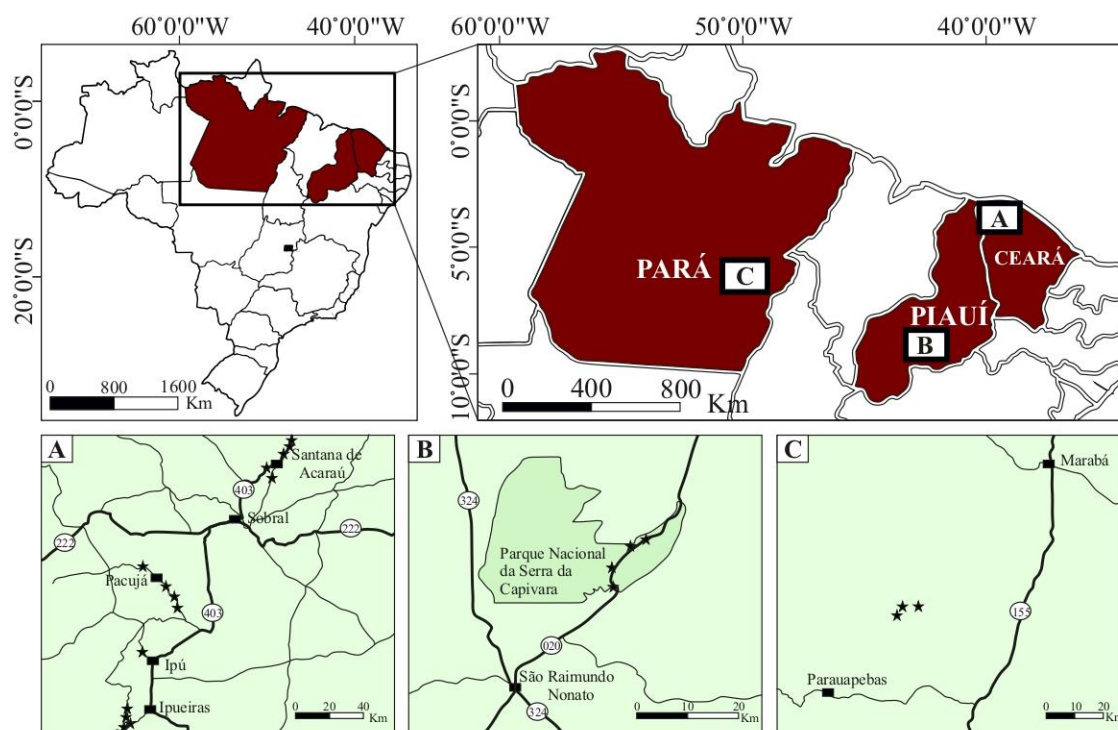 60°0'0"W 40°0'0"W
0°0'0"S
20°0'0"S
0 800 1600
Km
60°0'0"W 50°0'0"W 40°0'0"W
0°0'0"S
5°0'0"S
10°0'0"S
PARÁ
C
A
CEARÁ
PIAUÍ
B
0 400 800
Km
A
Santana de
Acaraú
403
Sobral
222
222
Pacujá
403
Ipú
Ipueiras
0 20 40
Km
B
324
Parque Nacional
da Serra da
Capivara
020
São Raimundo
Nonato
324
0 10 20
Km
C
Marabá
155
Parauapebas
0 10 20
Km